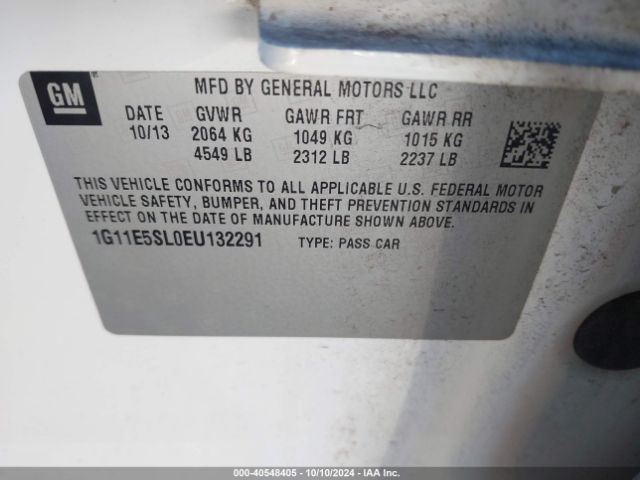 GM
MFD BY GENERAL MOTORS LLC
DATE GVWR GAWR FRT GAWR RR
10/13 2064 KG 1049 KG 1015 KG
4549 LB 2312 LB 2237 LB
THIS VEHICLE CONFORMS TO ALL APPLICABLE U.S. FEDERAL MOTOR
VEHICLE SAFETY, BUMPER, AND THEFT PREVENTION STANDARDS IN
EFFECT ON THE DATE OF MANUFACTURE SHOWN ABOVE.
1G11E5SL0EU132291 TYPE: PASS CAR
000-40548405 - 10/10/2024 - IAA Inc.